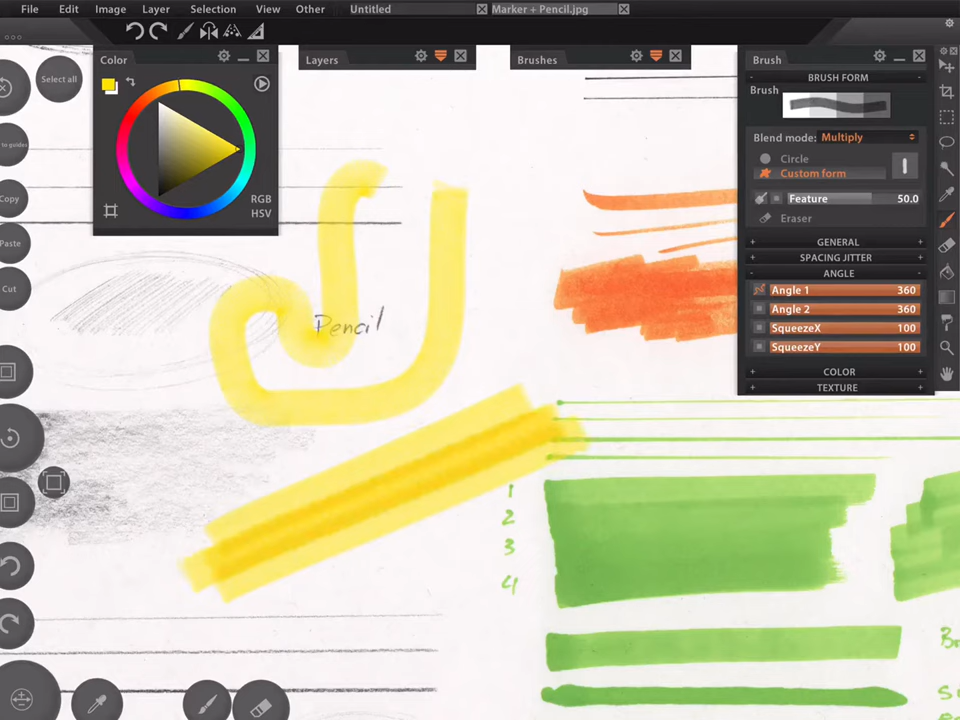 File Edit Image Layer Selection View Other Untitled Marker + Pencil.jpg
Select all
to guides
Copy
Paste
Cut
Color
RGB
HSV
Layers
Brushes
Brush
BRUSH FORM
Brush
Blend mode: Multiply
Circle
Custom form
Feature 50.0
Eraser
GENERAL
SPACING JITTER
ANGLE
Angle 1 360
Angle 2 360
SqueezeX 100
SqueezeY 100
COLOR
TEXTURE
Pencil
1
2
3
4